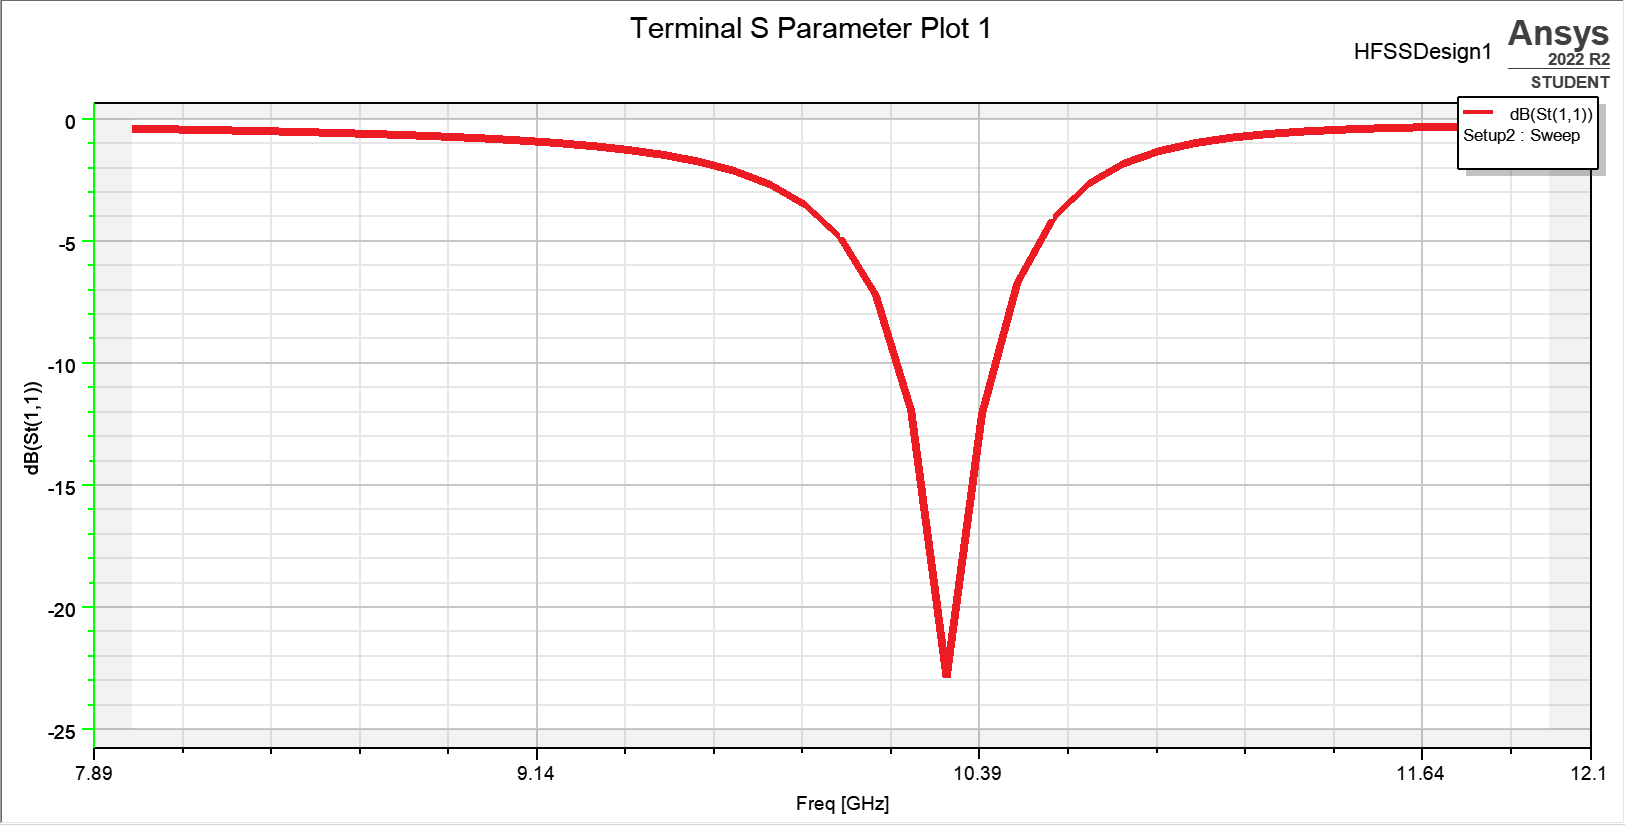 Terminal S Parameter Plot 1
HFSSDesign1
Ansys
2022 R2
STUDENT
dB(St(1,1))
Setup2 : Sweep
0
-5
-10
-15
-20
-25
dB(St(1,1))
7.89
9.14
10.39
11.64
12.1
Freq [GHz]